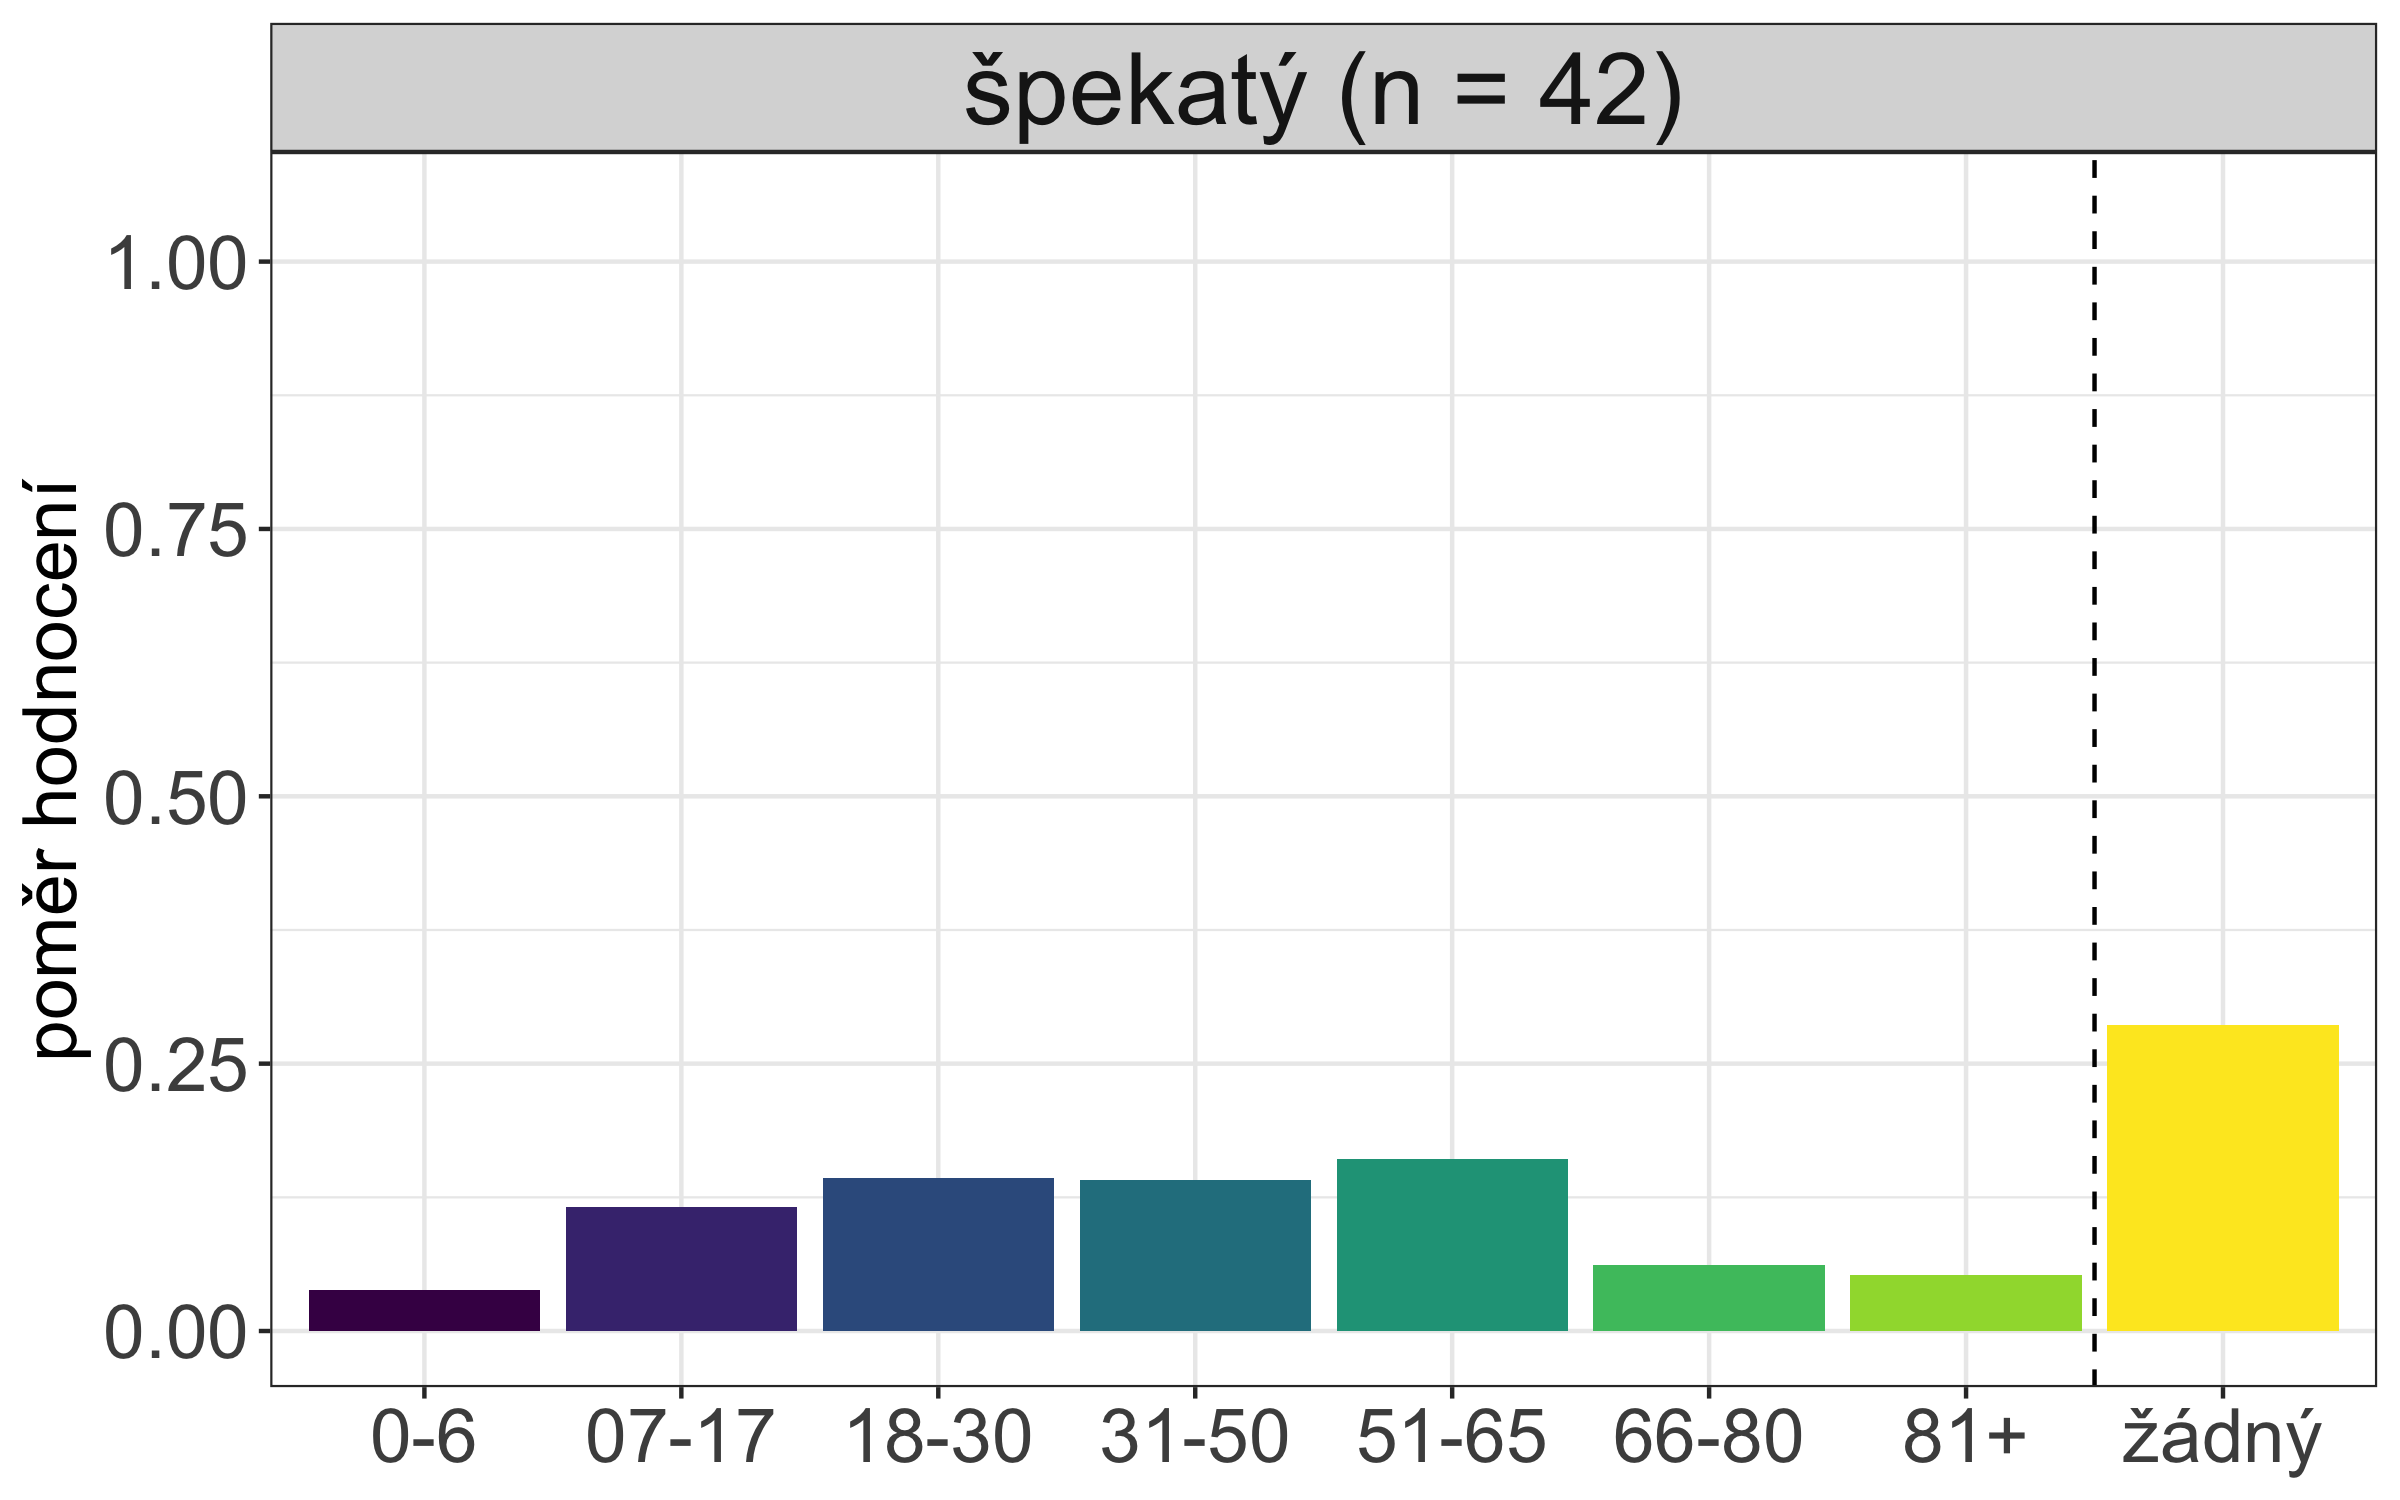 špekatý (n = 42)
poměr hodnocení
1.00
0.75
0.50
0.25
0.00
0-6 07-17 18-30 31-50 51-65 66-80 81+ žádný